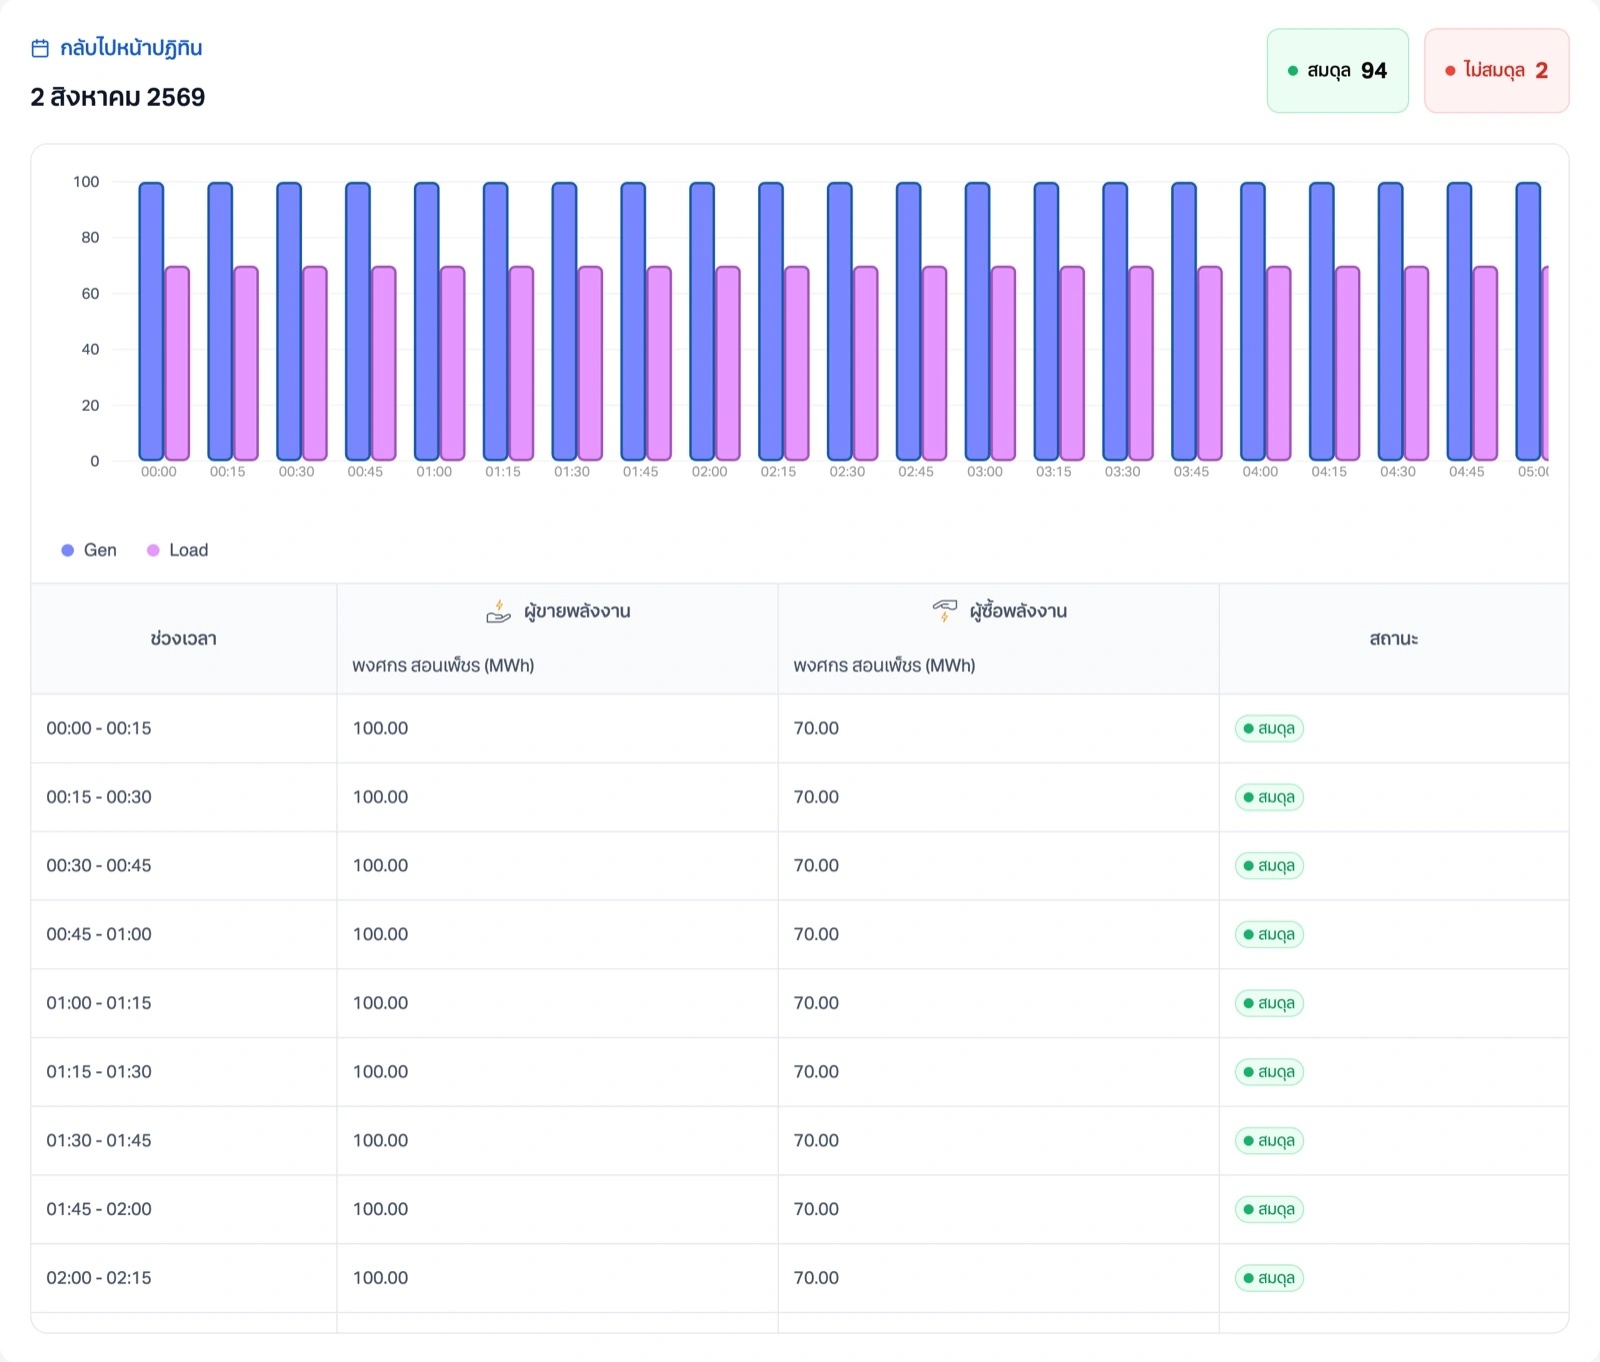 กลับไปหน้าปฏิทิน
2 สิงหาคม 2569
สมดุล 94
ไม่สมดุล 2
100
80
60
40
20
0
00:00 00:15 00:30 00:45 01:00 01:15 01:30 01:45 02:00 02:15 02:30 02:45 03:00 03:15 03:30 03:45 04:00 04:15 04:30 04:45 05:00
Gen Load
ช่วงเวลา
ผู้ขายพลังงาน
พงศกร สอนเพ็ชร (MWh)
ผู้ซื้อพลังงาน
พงศกร สอนเพ็ชร (MWh)
สถานะ
00:00 - 00:15 100.00 70.00 สมดุล
00:15 - 00:30 100.00 70.00 สมดุล
00:30 - 00:45 100.00 70.00 สมดุล
00:45 - 01:00 100.00 70.00 สมดุล
01:00 - 01:15 100.00 70.00 สมดุล
01:15 - 01:30 100.00 70.00 สมดุล
01:30 - 01:45 100.00 70.00 สมดุล
01:45 - 02:00 100.00 70.00 สมดุล
02:00 - 02:15 100.00 70.00 สมดุล